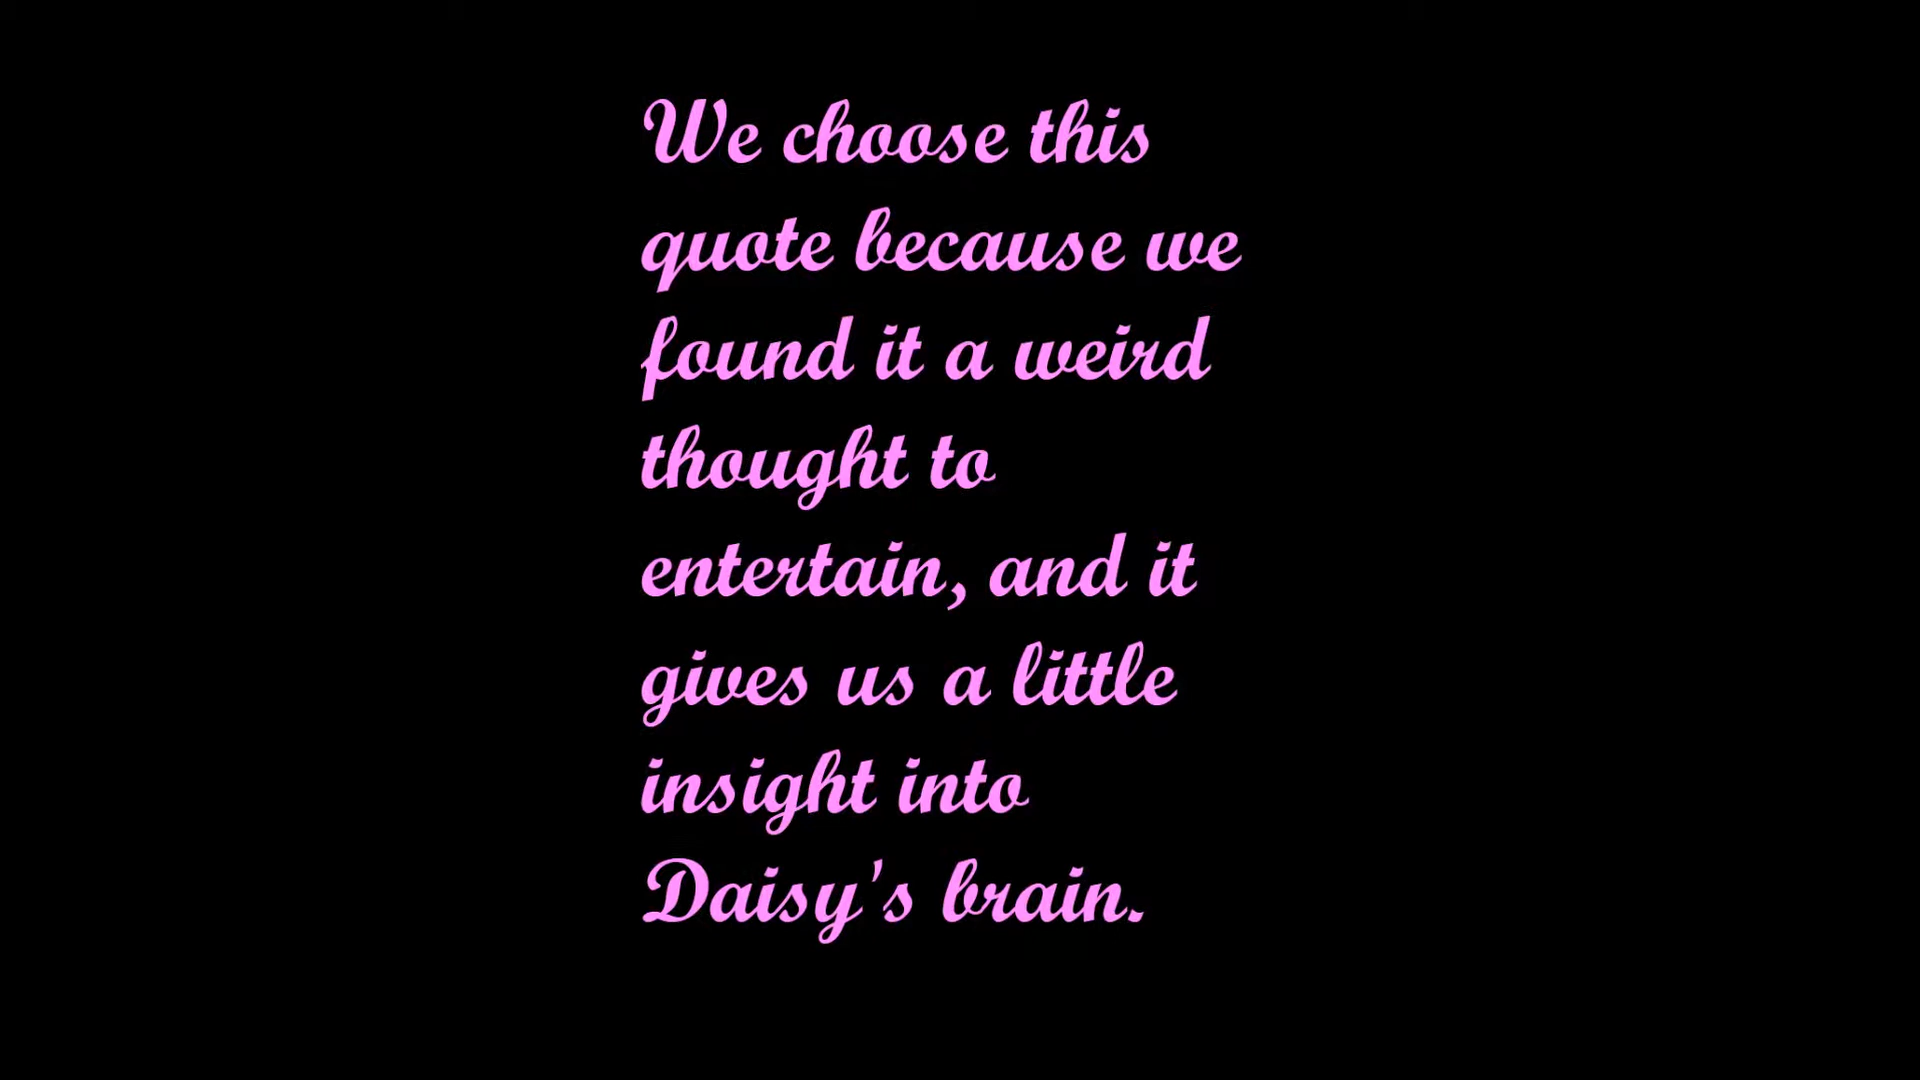 We choose this
quote because we
found it a weird
thought to
entertain, and it
gives us a little
insight into
Daisy's brain.